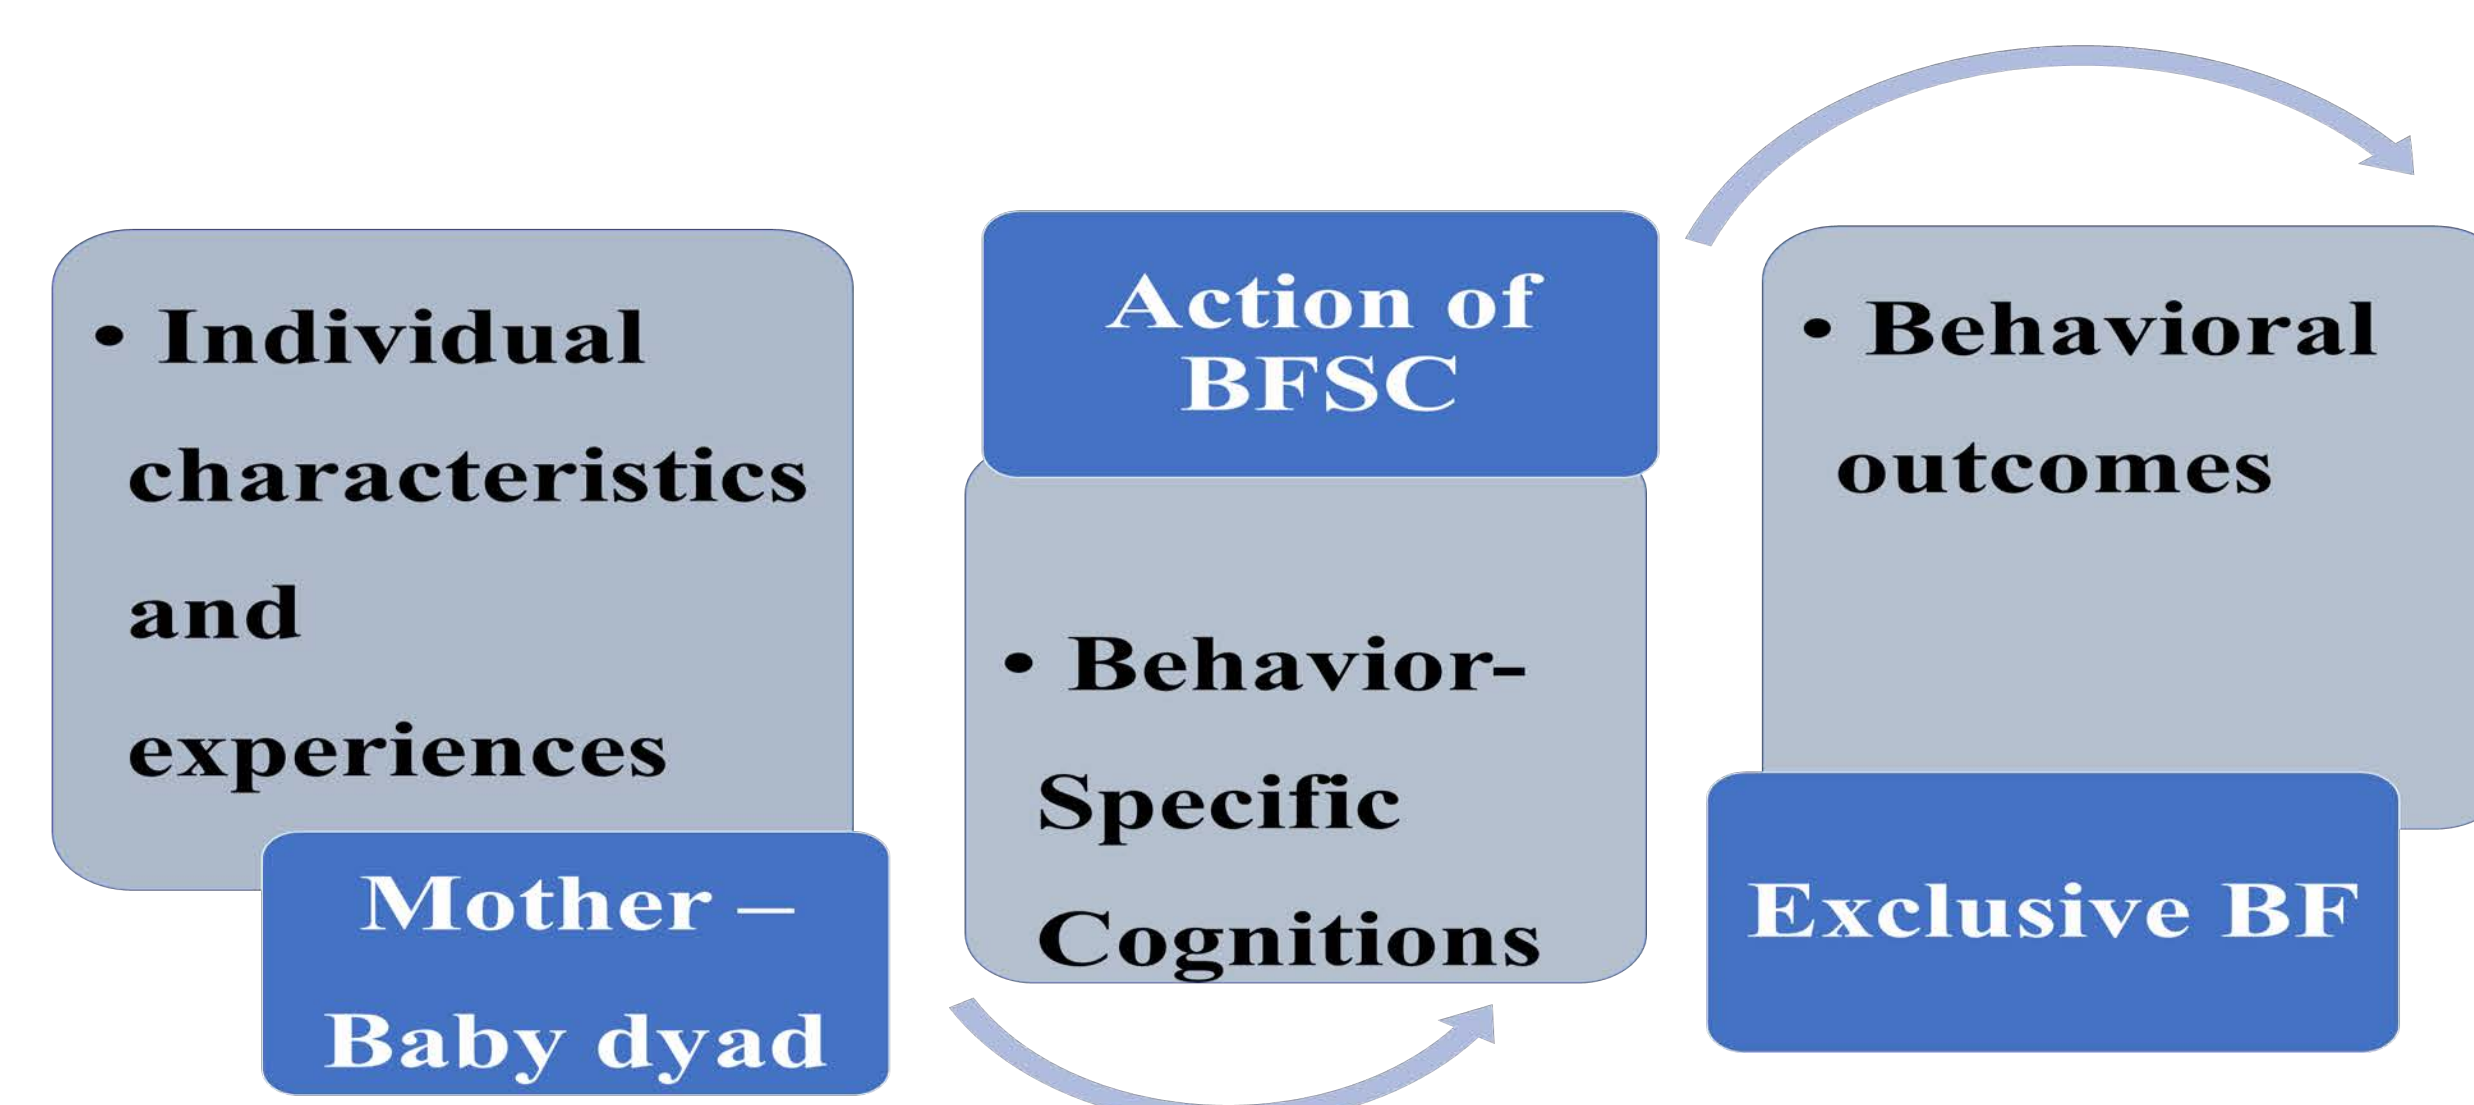 • Individual
characteristics
and
experiences
Mother –
Baby dyad
Action of
BFSC
• Behavior-
Specific
Cognitions
• Behavioral
outcomes
Exclusive BF